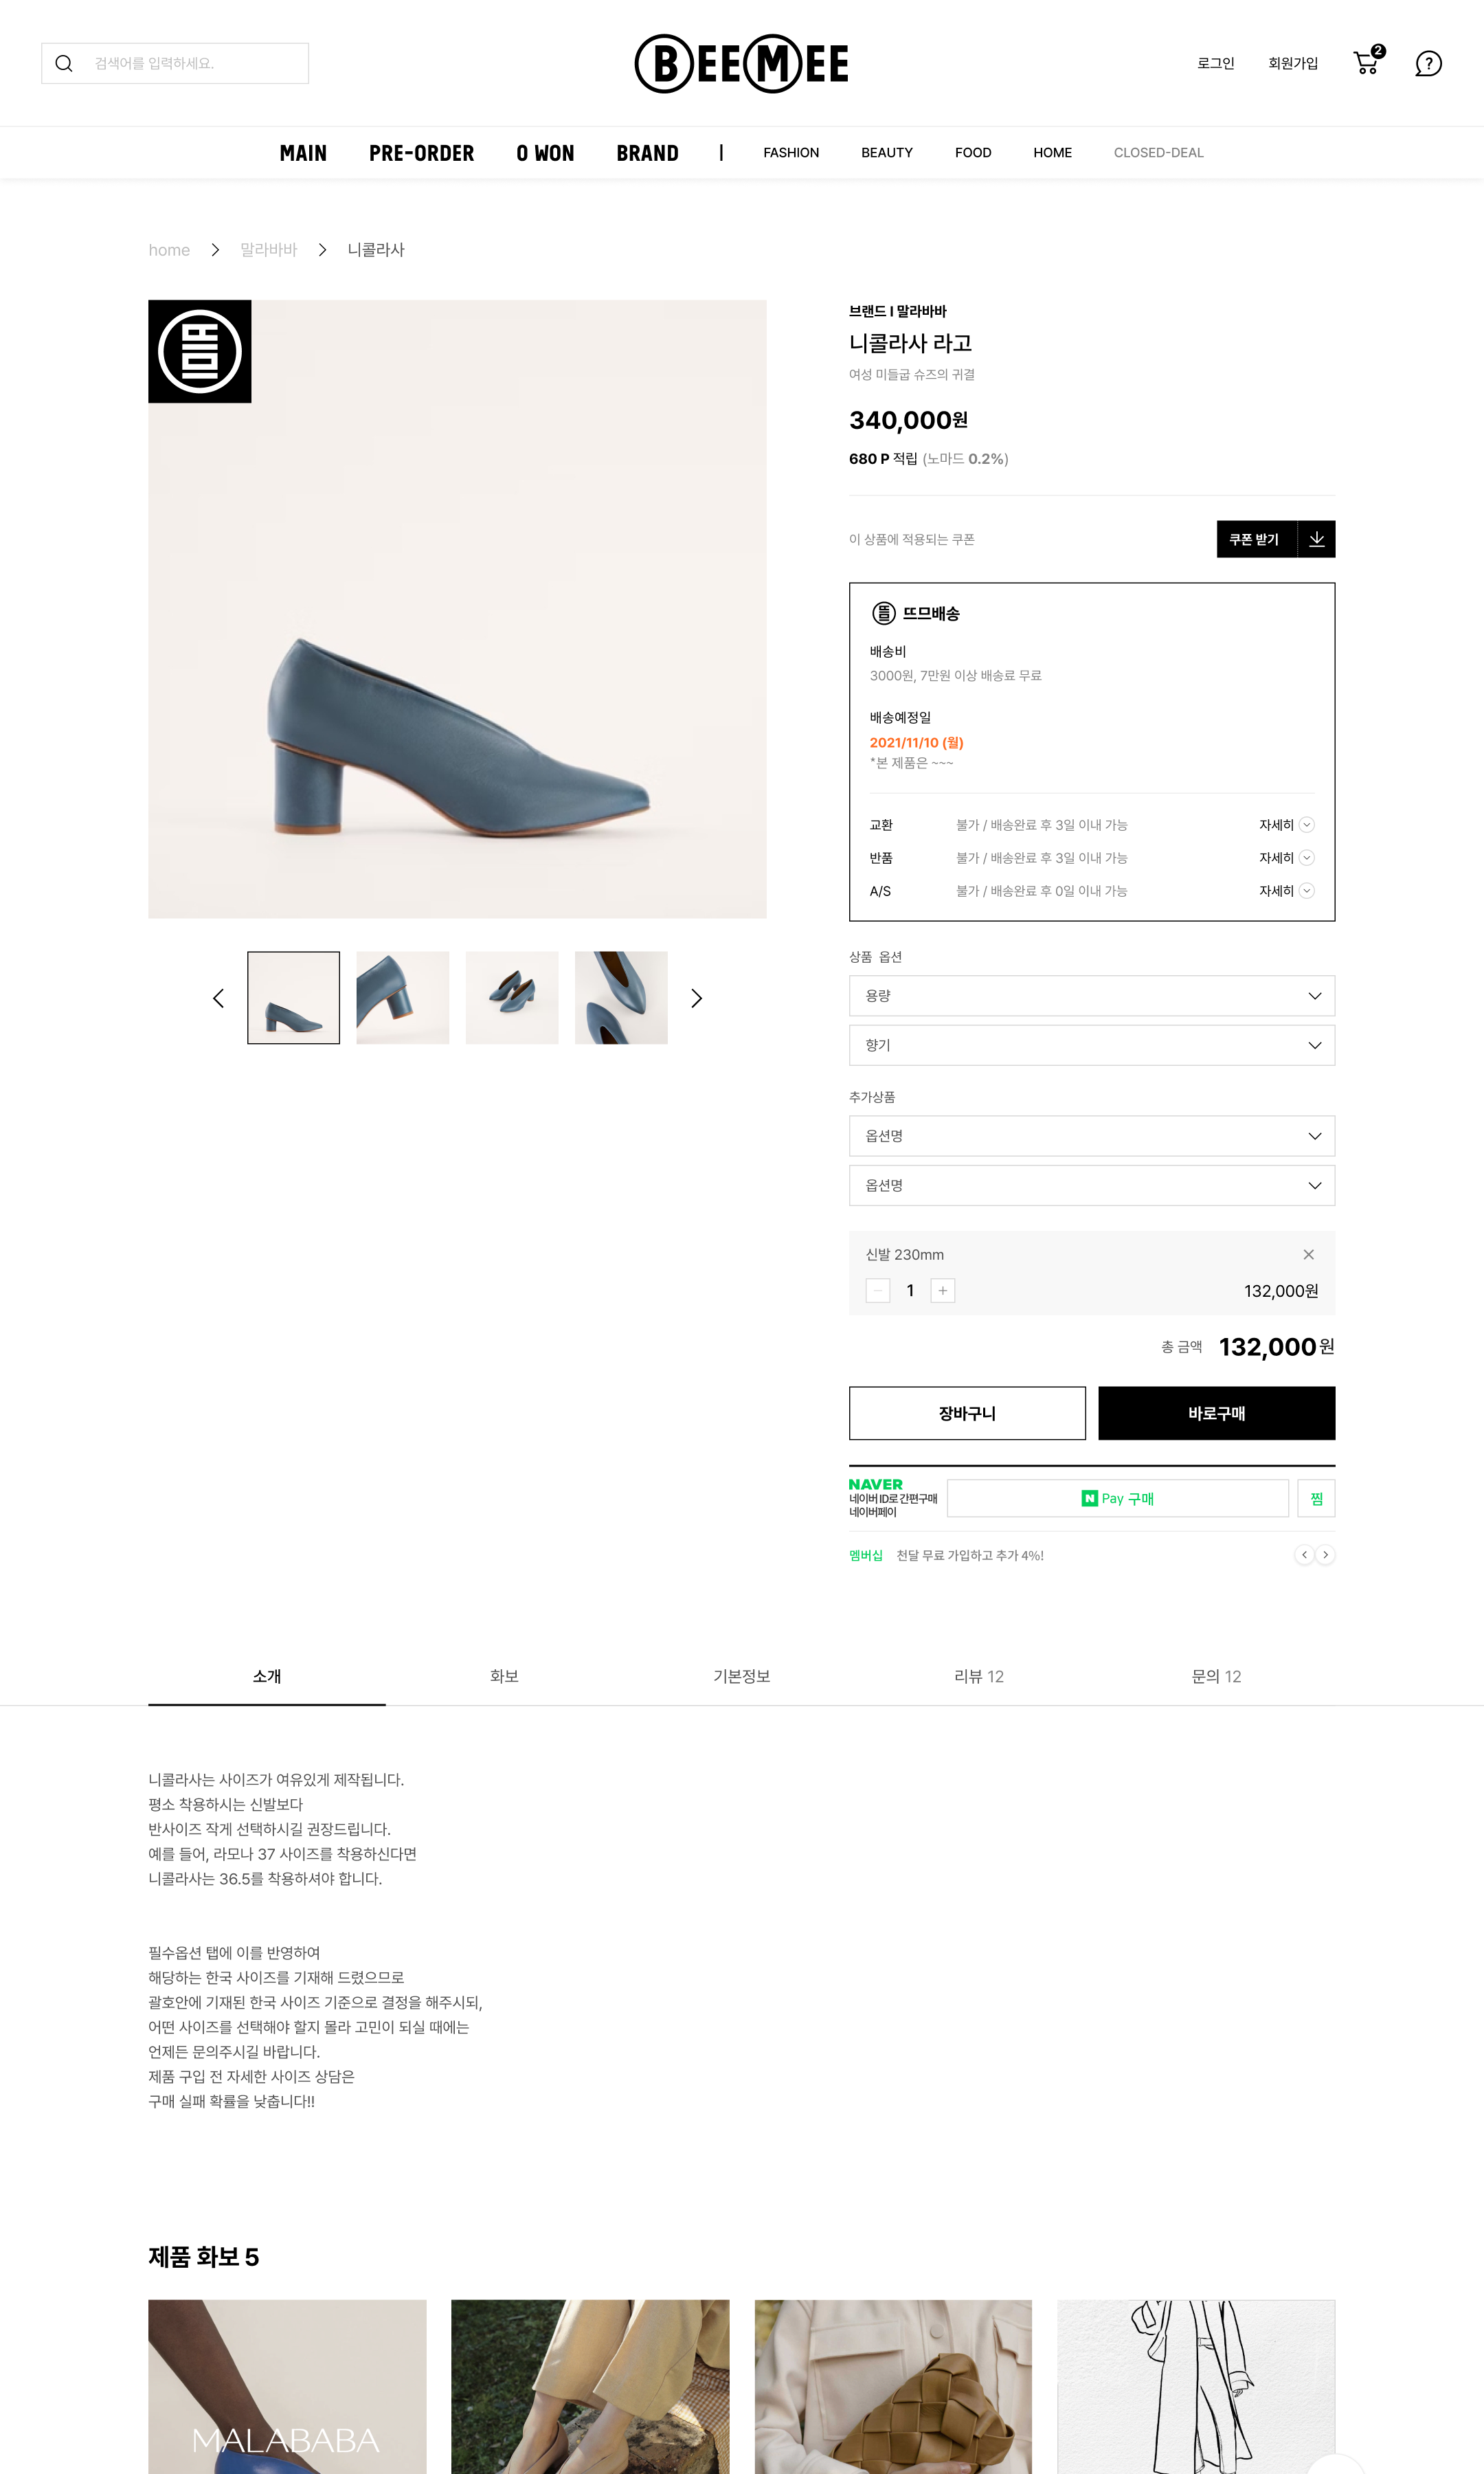 검색어를 입력하세요.
BEEMEE
로그인 회원가입 2 ?
MAIN PRE-ORDER 0 WON BRAND | FASHION BEAUTY FOOD HOME CLOSED-DEAL
home > 말라바바 > 니콜라사
브랜드 I 말라바바
니콜라사 라고
여성 미들굽 슈즈의 귀결
340,000원
680 P 적립 (노마드 0.2%)
이 상품에 적용되는 쿠폰 쿠폰 받기
뜨므배송
배송비
3000원, 7만원 이상 배송료 무료
배송예정일
2021/11/10 (월)
*본 제품은 ~~~
교환 불가 / 배송완료 후 3일 이내 가능 자세히
반품 불가 / 배송완료 후 3일 이내 가능 자세히
A/S 불가 / 배송완료 후 0일 이내 가능 자세히
상품 옵션
용량
향기
추가상품
옵션명
옵션명
신발 230mm
1 132,000원
총 금액 132,000원
장바구니 바로구매
NAVER
네이버 ID로 간편구매
네이버페이
N Pay 구매 찜
멤버십 천달 무료 가입하고 추가 4%!
소개 화보 기본정보 리뷰 12 문의 12
니콜라사는 사이즈가 여유있게 제작됩니다.
평소 착용하시는 신발보다
반사이즈 작게 선택하시길 권장드립니다.
예를 들어, 라모나 37 사이즈를 착용하신다면
니콜라사는 36.5를 착용하셔야 합니다.
필수옵션 탭에 이를 반영하여
해당하는 한국 사이즈를 기재해 드렸으므로
괄호안에 기재된 한국 사이즈 기준으로 결정을 해주시되,
어떤 사이즈를 선택해야 할지 몰라 고민이 되실 때에는
언제든 문의주시길 바랍니다.
제품 구입 전 자세한 사이즈 상담은
구매 실패 확률을 낮춥니다!!
제품 화보 5
MALABABA